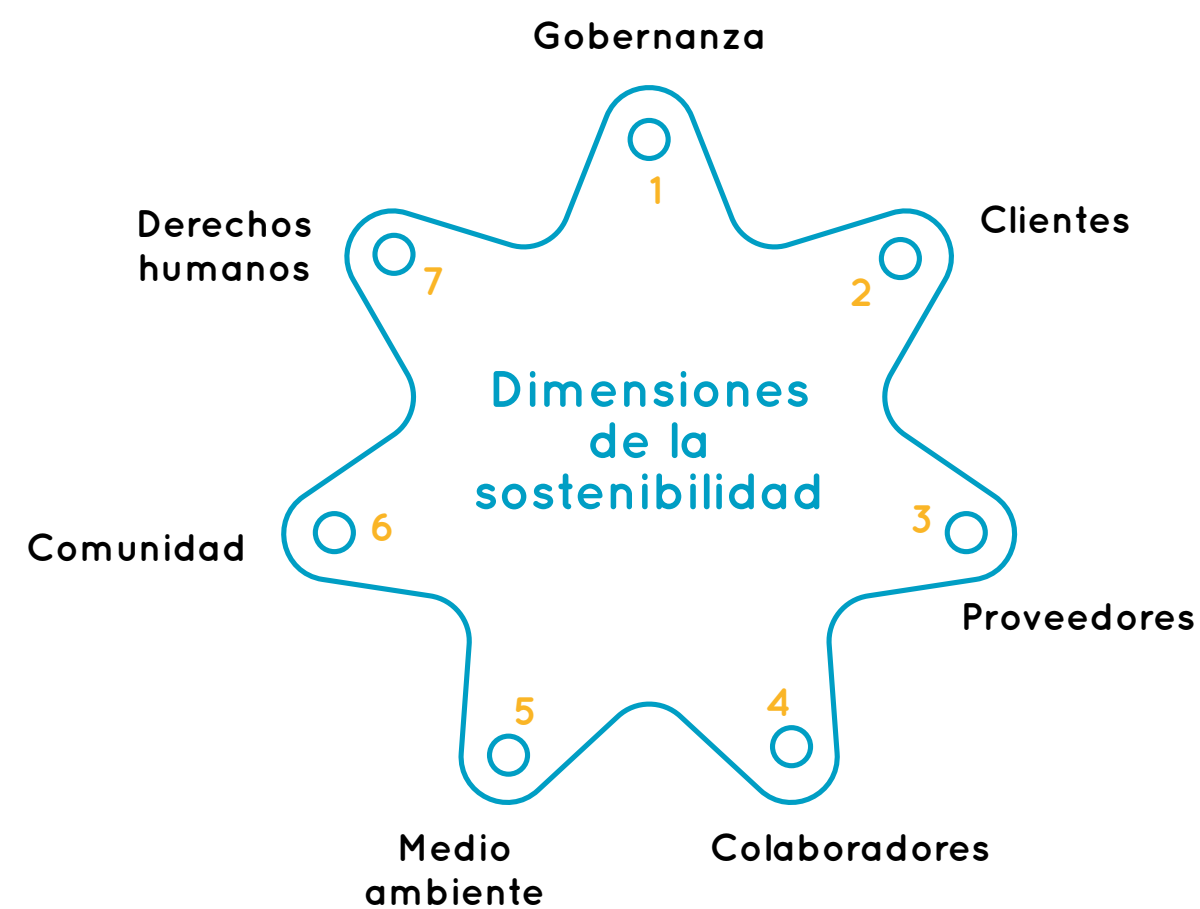 Gobernanza
1
Clientes
2
3
Proveedores
4
Colaboradores
5
Medio
ambiente
6
Comunidad
7
Derechos
humanos
Dimensiones
de la
sostenibilidad